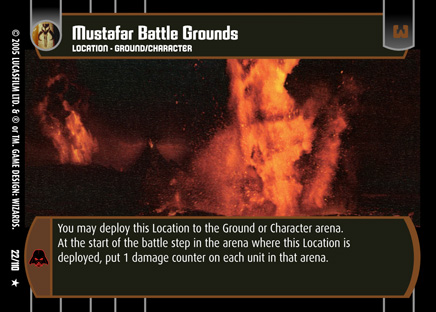 Mustafar Battle Grounds
LOCATION • GROUND/CHARACTER
W
You may deploy this Location to the Ground or Character arena.
At the start of the battle step in the arena where this Location is
deployed, put 1 damage counter on each unit in that arena.
© 2005 LUCASFILM LTD. & ® or TM. GAME DESIGN: WIZARDS.
22/110 ★